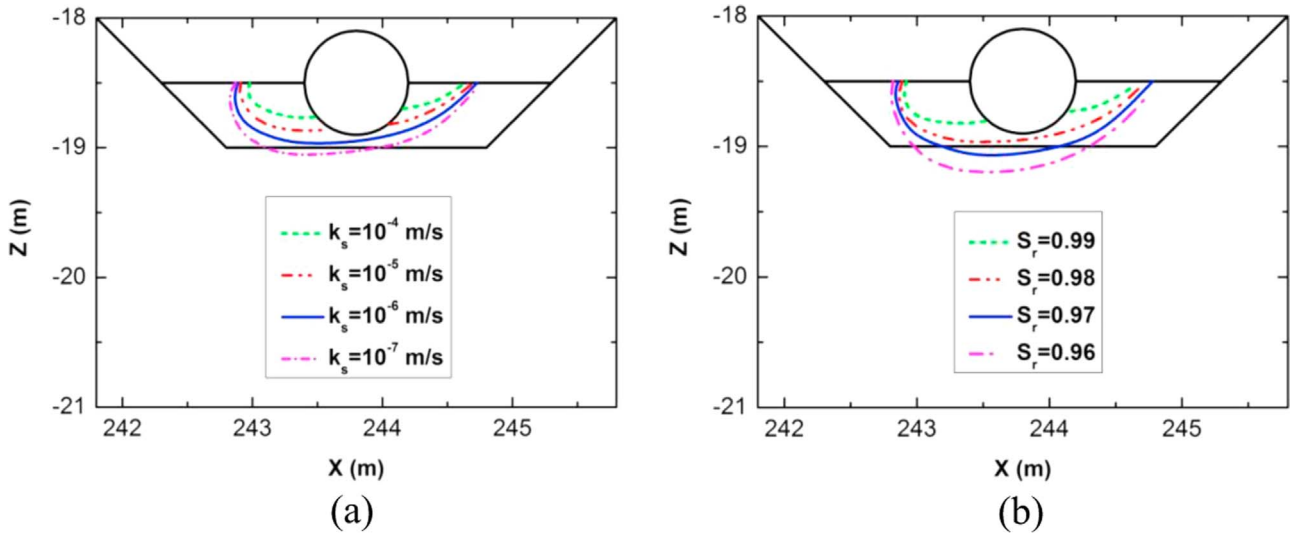 -18
-19
-20
-21
Z (m)
242
243
244
245
X (m)
k_s=10^-4 m/s
k_s=10^-5 m/s
k_s=10^-6 m/s
k_s=10^-7 m/s
(a)
-18
-19
-20
-21
Z (m)
242
243
244
245
X (m)
S_r=0.99
S_r=0.98
S_r=0.97
S_r=0.96
(b)